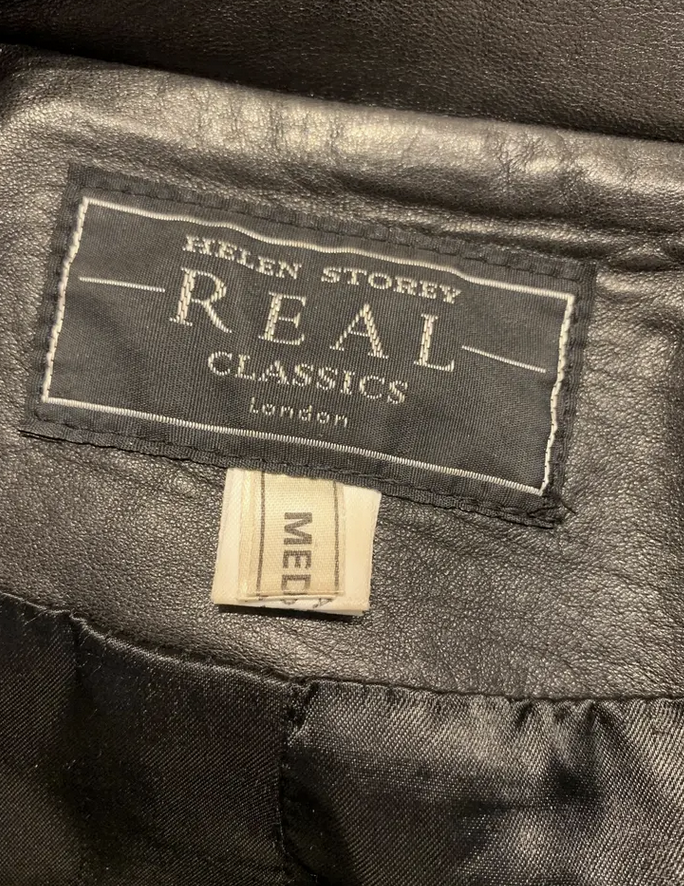 HELEN STOREY
REAL
CLASSICS
London
MED